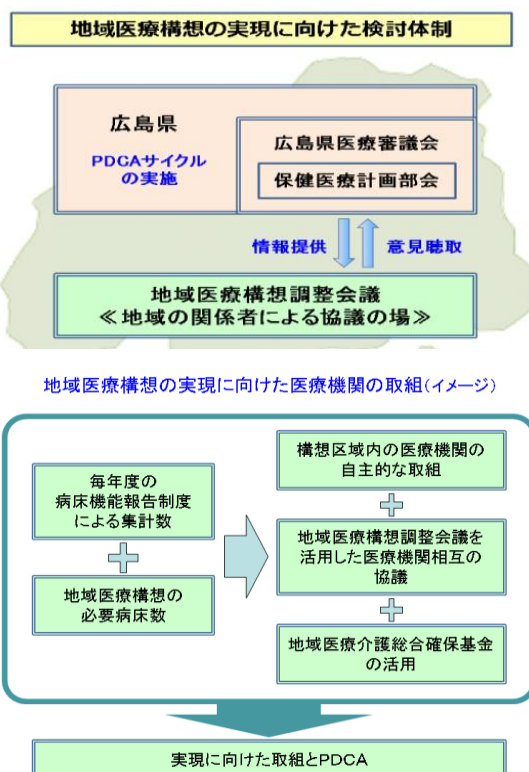 地域医療構想の実現に向けた検討体制
広島県
PDCAサイクル
の実施
広島県医療審議会
保健医療計画部会
情報提供
意見聴取
地域医療構想調整会議
≪地域の関係者による協議の場≫
地域医療構想の実現に向けた医療機関の取組(イメージ)
毎年度の
病床機能報告制度
による集計数
地域医療構想の
必要病床数
構想区域内の医療機関の
自主的な取組
地域医療構想調整会議を
活用した医療機関相互の
協議
地域医療介護総合確保基金
の活用
実現に向けた取組とPDCA